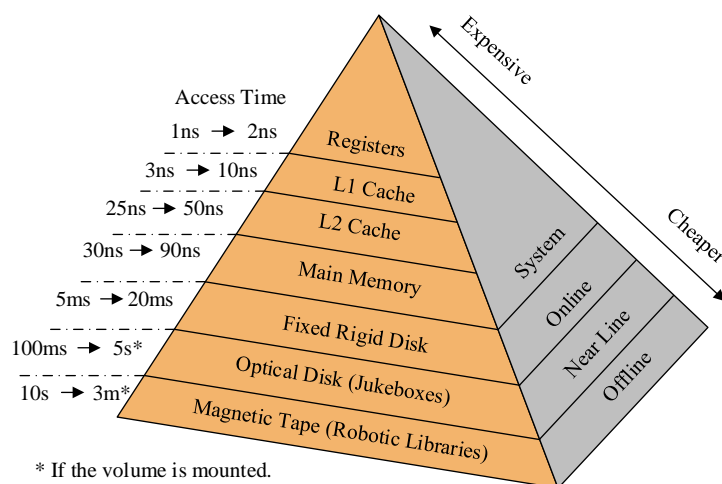 Expensive
Cheaper
Access Time
1ns → 2ns
Registers
3ns → 10ns
L1 Cache
25ns → 50ns
L2 Cache
30ns → 90ns
Main Memory
5ms → 20ms
Fixed Rigid Disk
100ms → 5s*
Optical Disk (Jukeboxes)
10s → 3m*
Magnetic Tape (Robotic Libraries)
System
Online
Near Line
Offline
* If the volume is mounted.